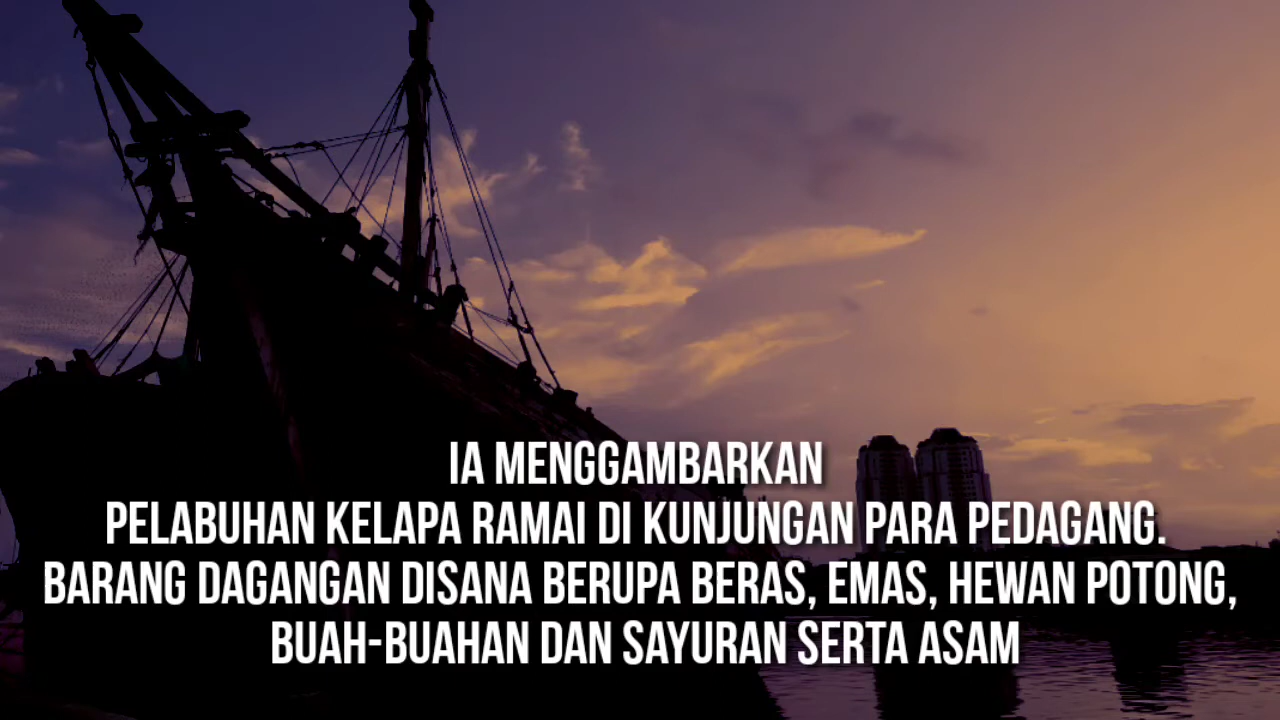 IA MENGGAMBARKAN
PELABUHAN KELAPA RAMAI DI KUNJUNGAN PARA PEDAGANG.
BARANG DAGANGAN DISANA BERUPA BERAS, EMAS, HEWAN POTONG,
BUAH-BUAHAN DAN SAYURAN SERTA ASAM